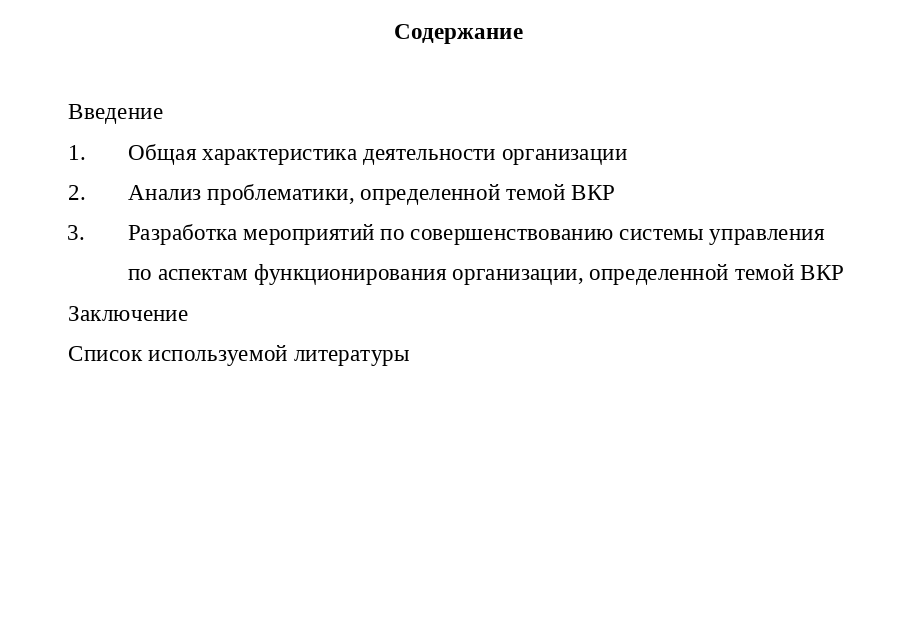 Содержание
Введение
1. Общая характеристика деятельности организации
2. Анализ проблематики, определенной темой ВКР
3. Разработка мероприятий по совершенствованию системы управления
по аспектам функционирования организации, определенной темой ВКР
Заключение
Список используемой литературы